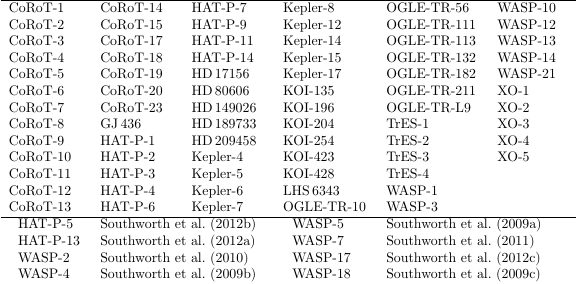 CoRoT-1 CoRoT-14 HAT-P-7 Kepler-8 OGLE-TR-56 WASP-10
CoRoT-2 CoRoT-15 HAT-P-9 Kepler-12 OGLE-TR-111 WASP-12
CoRoT-3 CoRoT-17 HAT-P-11 Kepler-14 OGLE-TR-113 WASP-13
CoRoT-4 CoRoT-18 HAT-P-14 Kepler-15 OGLE-TR-132 WASP-14
CoRoT-5 CoRoT-19 HD 17156 Kepler-17 OGLE-TR-182 WASP-21
CoRoT-6 CoRoT-20 HD 80606 KOI-135 OGLE-TR-211 XO-1
CoRoT-7 CoRoT-23 HD 149026 KOI-196 OGLE-TR-L9 XO-2
CoRoT-8 GJ 436 HD 189733 KOI-204 TrES-1 XO-3
CoRoT-9 HAT-P-1 HD 209458 KOI-254 TrES-2 XO-4
CoRoT-10 HAT-P-2 Kepler-4 KOI-423 TrES-3 XO-5
CoRoT-11 HAT-P-3 Kepler-5 KOI-428 TrES-4
CoRoT-12 HAT-P-4 Kepler-6 LHS 6343 WASP-1
CoRoT-13 HAT-P-6 Kepler-7 OGLE-TR-10 WASP-3
HAT-P-5 Southworth et al. (2012b) WASP-5 Southworth et al. (2009a)
HAT-P-13 Southworth et al. (2012a) WASP-7 Southworth et al. (2011)
WASP-2 Southworth et al. (2010) WASP-17 Southworth et al. (2012c)
WASP-4 Southworth et al. (2009b) WASP-18 Southworth et al. (2009c)